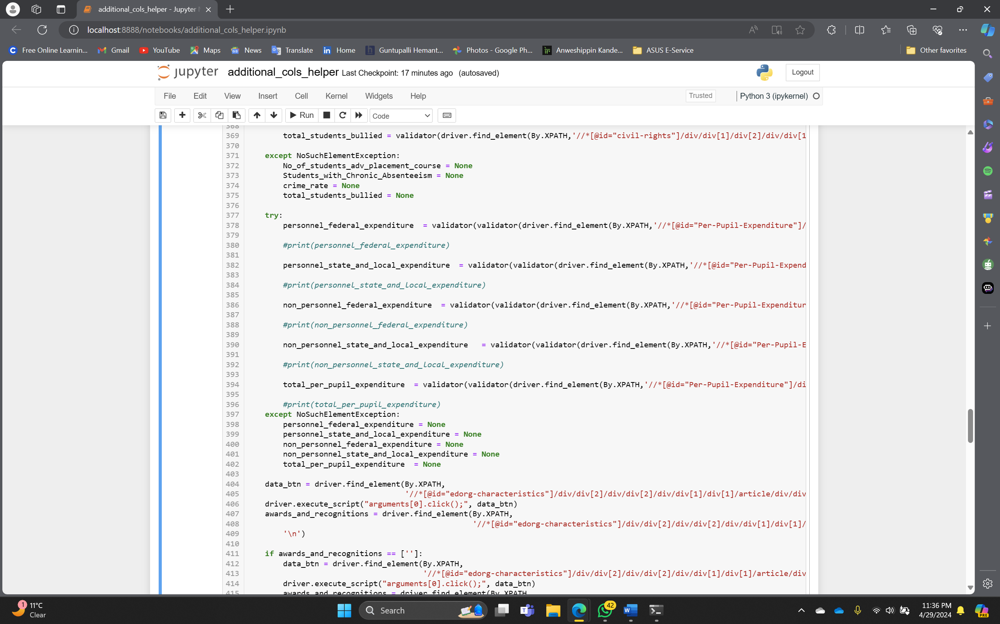 additional_cols_helper - Jupyter
localhost:8888/notebooks/additional_cols_helper.ipynb
Free Online Learnin... Gmail YouTube Maps News Translate Home Guntupalli Hemant... Photos - Google Ph... Anweshippin Kande... ASUS E-Service Other favorites
jupyter additional_cols_helper Last Checkpoint: 17 minutes ago (autosaved) Logout
File Edit View Insert Cell Kernel Widgets Help Trusted Python 3 (ipykernel)
Run Code
368
369 total_students_bullied = validator(driver.find_element(By.XPATH,'//*[@id="civil-rights"]/div/div[1]/div[2]/div/div[1
370
371 except NoSuchElementException:
372 No_of_students_adv_placement_course = None
373 Students_with_Chronic_Absenteeism = None
374 crime_rate = None
375 total_students_bullied = None
376
377 try:
378 personnel_federal_expenditure  = validator(validator(driver.find_element(By.XPATH,'//*[@id="Per-Pupil-Expenditure"]/
379
380 #print(personnel_federal_expenditure)
381
382 personnel_state_and_local_expenditure  = validator(validator(driver.find_element(By.XPATH,'//*[@id="Per-Pupil-Expend
383
384 #print(personnel_state_and_local_expenditure)
385
386 non_personnel_federal_expenditure  = validator(validator(driver.find_element(By.XPATH,'//*[@id="Per-Pupil-Expenditur
387
388 #print(non_personnel_federal_expenditure)
389
390 non_personnel_state_and_local_expenditure   = validator(validator(driver.find_element(By.XPATH,'//*[@id="Per-Pupil-E
391
392 #print(non_personnel_state_and_local_expenditure)
393
394 total_per_pupil_expenditure  = validator(validator(driver.find_element(By.XPATH,'//*[@id="Per-Pupil-Expenditure"]/di
395
396 #print(total_per_pupil_expenditure)
397 except NoSuchElementException:
398 personnel_federal_expenditure = None
399 personnel_state_and_local_expenditure = None
400 non_personnel_federal_expenditure = None
401 non_personnel_state_and_local_expenditure = None
402 total_per_pupil_expenditure  = None
403
404 data_btn = driver.find_element(By.XPATH,
405 '//*[@id="edorg-characteristics"]/div/div[2]/div/div[2]/div/div[1]/div[1]/article/div/div
406 driver.execute_script("arguments[0].click();", data_btn)
407 awards_and_recognitions = driver.find_element(By.XPATH,
408 '//*[@id="edorg-characteristics"]/div/div[2]/div/div[2]/div/div[1]/div[1]/
409 '\n')
410
411 if awards_and_recognitions == ['']:
412 data_btn = driver.find_element(By.XPATH,
413 '//*[@id="edorg-characteristics"]/div/div[2]/div/div[2]/div/div[1]/div[1]/article/div
414 driver.execute_script("arguments[0].click();", data_btn)
415 awards_and_recognitions = driver.find_element(By.XPATH,
1 11°C
Clear
Search
42
11:36 PM
4/29/2024
PRE